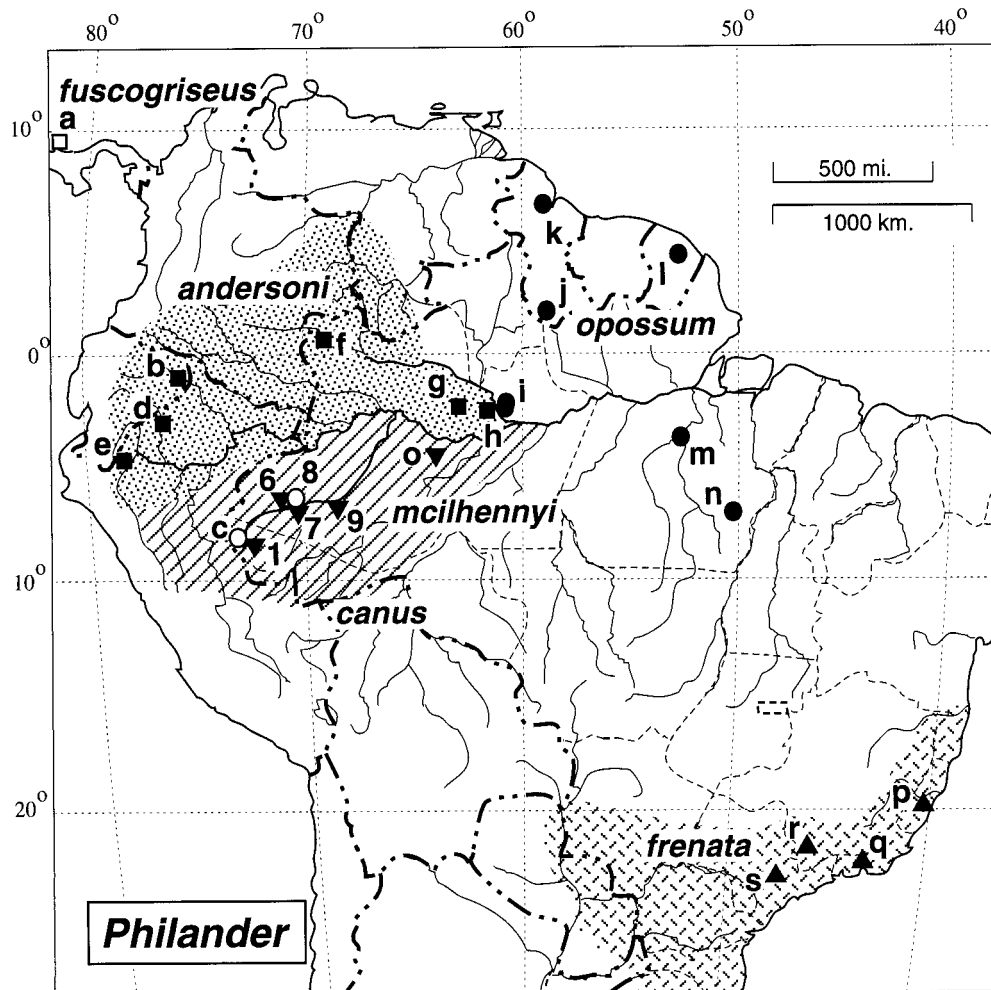 80° 70° 60° 50° 40°
fuscogriseus
a
10°
500 mi.
1000 km.
k
l
andersoni
j
opossum
f
0°
b
g i
d
h
e
m
o
8
6
n
mcilhennyi
9
7
c
1
10°
canus
p
20°
r q
frenata
s
Philander